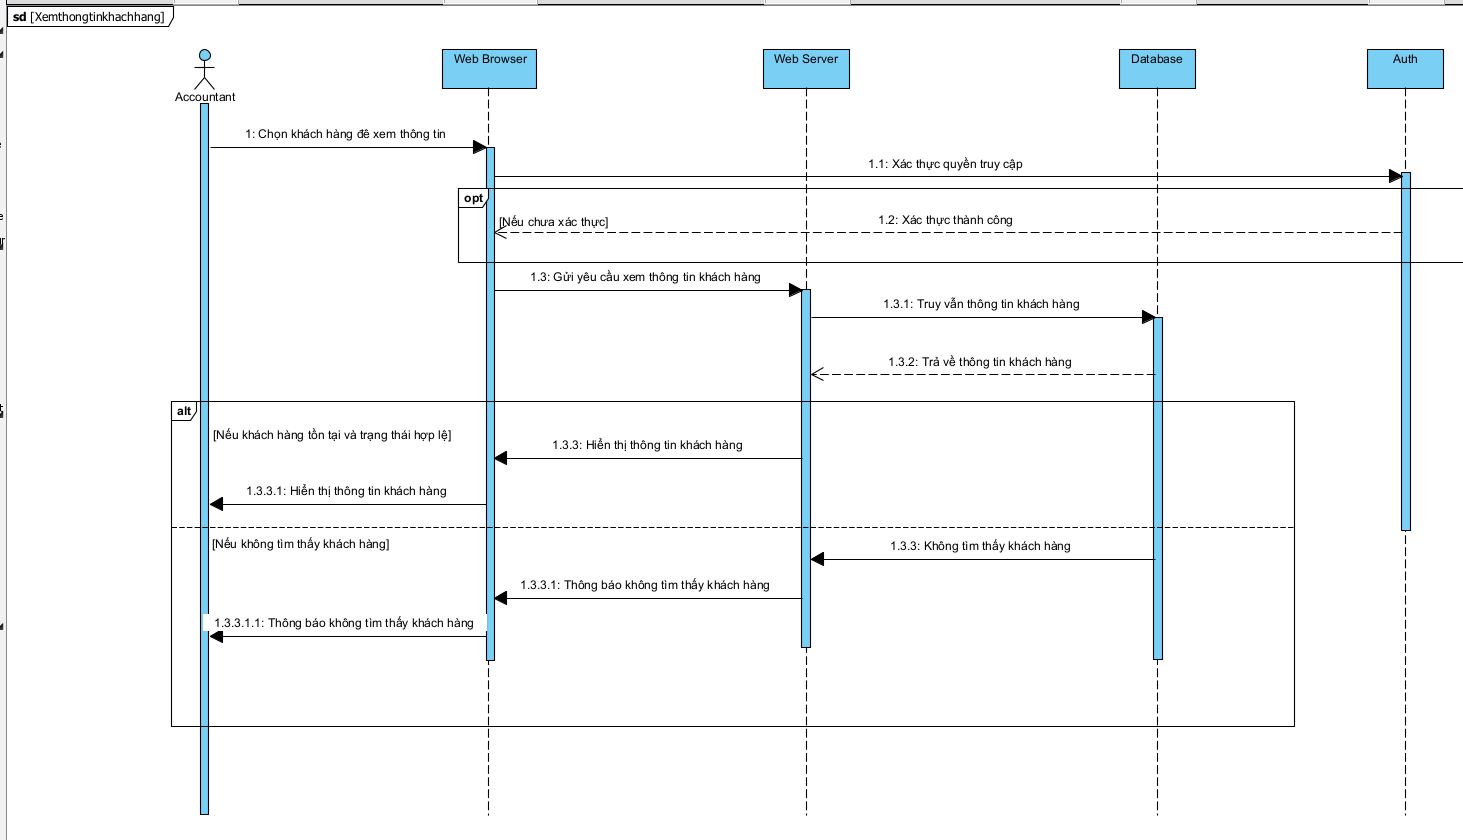 sd [Xemthongtinkhachhang]
Accountant
Web Browser
Web Server
Database
Auth
1: Chọn khách hàng đê xem thông tin
1.1: Xác thực quyền truy cập
opt
[Nếu chưa xác thực]
1.2: Xác thực thành công
1.3: Gửi yêu cầu xem thông tin khách hàng
1.3.1: Truy vẫn thông tin khách hàng
1.3.2: Trả về thông tin khách hàng
alt
[Nếu khách hàng tồn tại và trạng thái hợp lệ]
1.3.3: Hiển thị thông tin khách hàng
1.3.3.1: Hiển thị thông tin khách hàng
[Nếu không tìm thấy khách hàng]
1.3.3: Không tìm thấy khách hàng
1.3.3.1: Thông báo không tìm thấy khách hàng
1.3.3.1.1: Thông báo không tìm thấy khách hàng